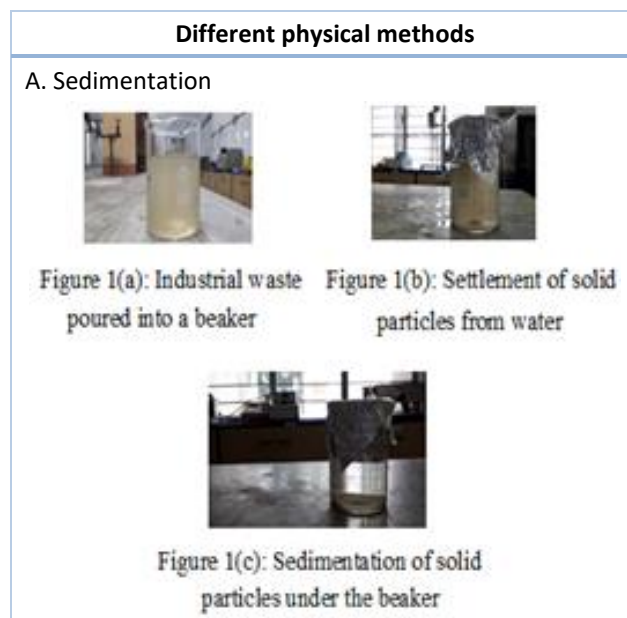 Different physical methods
A. Sedimentation
Figure 1(a): Industrial waste
poured into a beaker
Figure 1(b): Settlement of solid
particles from water
Figure 1(c): Sedimentation of solid
particles under the beaker